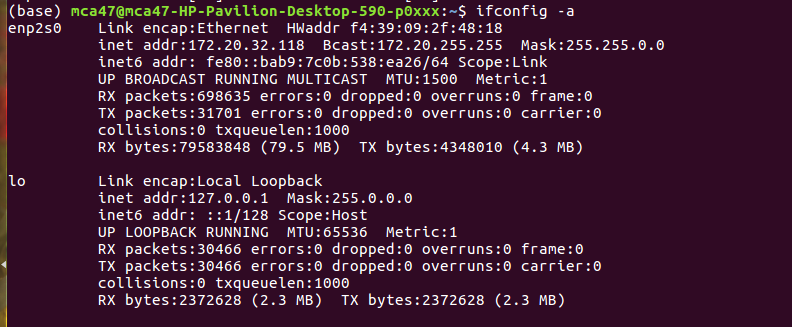 (base) mca47@mca47-HP-Pavilion-Desktop-590-p0xxx:~$ ifconfig -a
enp2s0    Link encap:Ethernet  HWaddr f4:39:09:2f:48:18
          inet addr:172.20.32.118  Bcast:172.20.255.255  Mask:255.255.0.0
          inet6 addr: fe80::bab9:7c0b:538:ea26/64 Scope:Link
          UP BROADCAST RUNNING MULTICAST  MTU:1500  Metric:1
          RX packets:698635 errors:0 dropped:0 overruns:0 frame:0
          TX packets:31701 errors:0 dropped:0 overruns:0 carrier:0
          collisions:0 txqueuelen:1000
          RX bytes:79583848 (79.5 MB)  TX bytes:4348010 (4.3 MB)

lo        Link encap:Local Loopback
          inet addr:127.0.0.1  Mask:255.0.0.0
          inet6 addr: ::1/128 Scope:Host
          UP LOOPBACK RUNNING  MTU:65536  Metric:1
          RX packets:30466 errors:0 dropped:0 overruns:0 frame:0
          TX packets:30466 errors:0 dropped:0 overruns:0 carrier:0
          collisions:0 txqueuelen:1000
          RX bytes:2372628 (2.3 MB)  TX bytes:2372628 (2.3 MB)